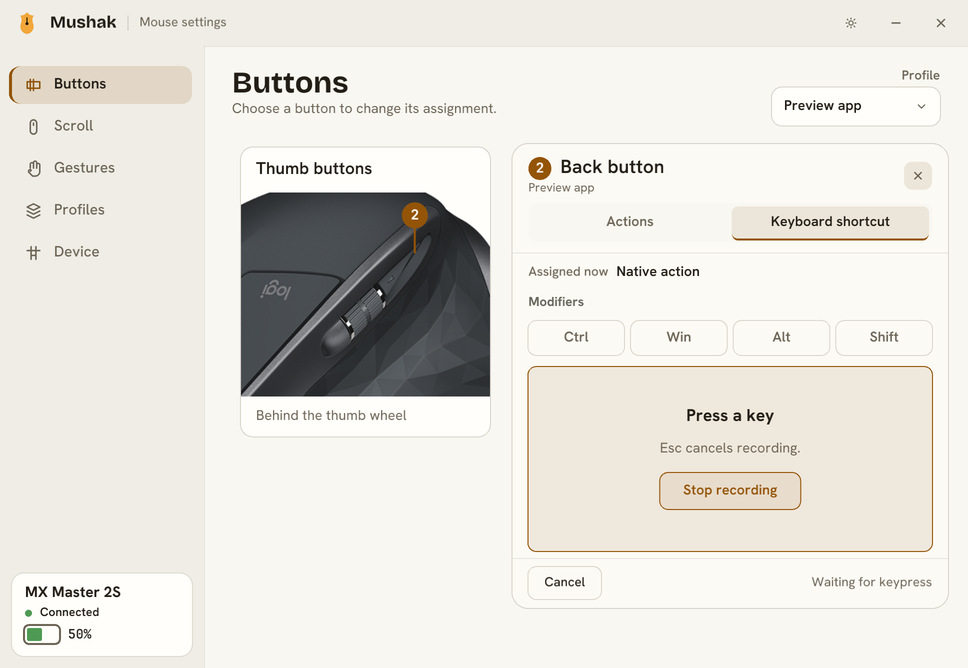 Mushak
Mouse settings
Buttons
Scroll
Gestures
Profiles
Device
MX Master 2S
Connected
50%
Buttons
Choose a button to change its assignment.
Profile
Preview app
Thumb buttons
2
logi
Behind the thumb wheel
2 Back button
Preview app
Actions
Keyboard shortcut
Assigned now Native action
Modifiers
Ctrl
Win
Alt
Shift
Press a key
Esc cancels recording.
Stop recording
Cancel
Waiting for keypress